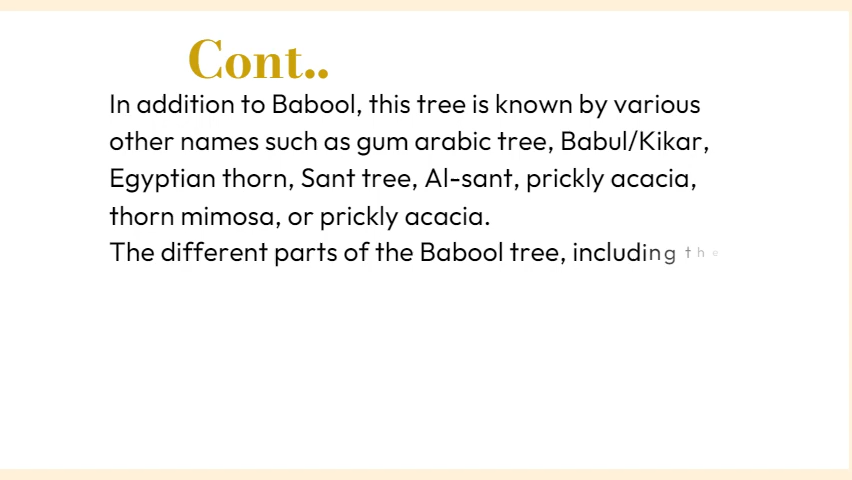 Cont..
In addition to Babool, this tree is known by various
other names such as gum arabic tree, Babul/Kikar,
Egyptian thorn, Sant tree, Al-sant, prickly acacia,
thorn mimosa, or prickly acacia.
The different parts of the Babool tree, including the